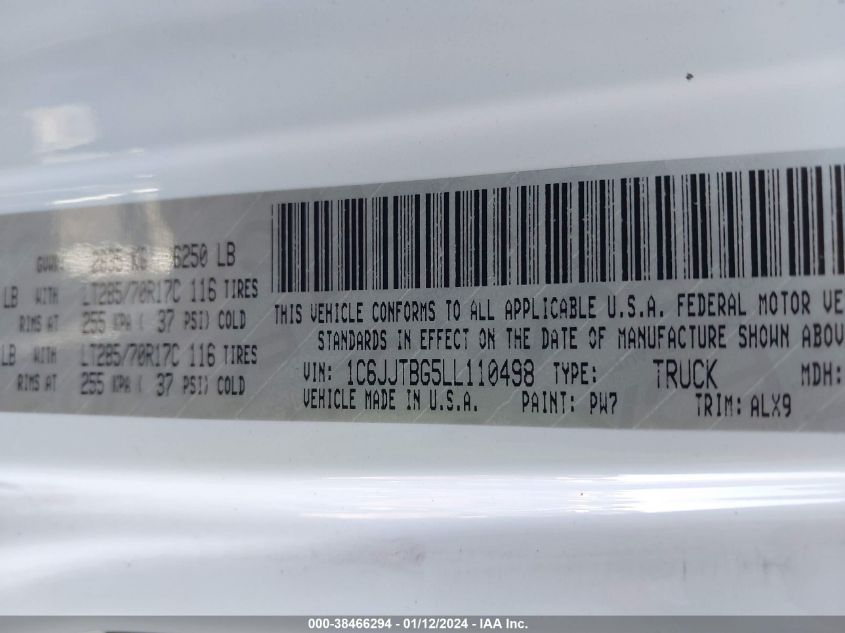 GVWR: 2835 KG 6250 LB
LB WITH LT285/70R17C 116 TIRES
RIMS AT 255 KPA ( 37 PSI) COLD
LB WITH LT285/70R17C 116 TIRES
RIMS AT 255 KPA ( 37 PSI) COLD
THIS VEHICLE CONFORMS TO ALL APPLICABLE U.S.A. FEDERAL MOTOR VE
STANDARDS IN EFFECT ON THE DATE OF MANUFACTURE SHOWN ABOV
VIN: 1C6JJTBG5LL110498 TYPE: TRUCK MDH:
VEHICLE MADE IN U.S.A. PAINT: PW7 TRIM: ALX9
000-38466294 - 01/12/2024 - IAA Inc.